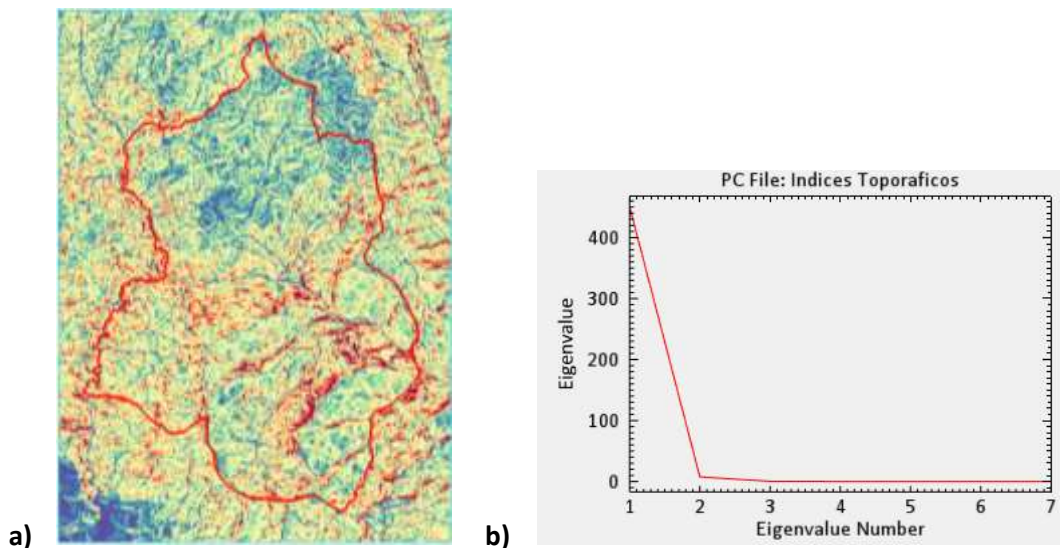 a)
b)
PC File: Indices Toporaficos
Eigenvalue
400
300
200
100
0
1 2 3 4 5 6 7
Eigenvalue Number